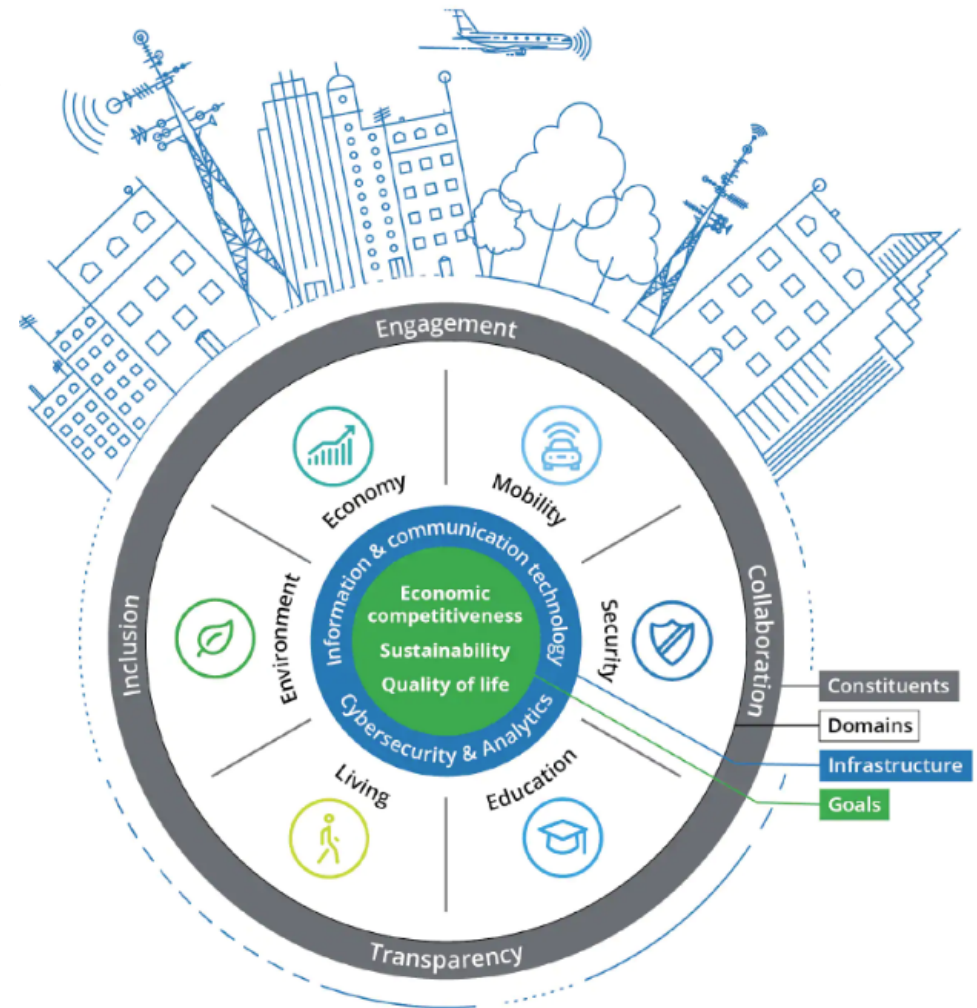 Engagement
Economy
Mobility
Inclusion
Environment
Information & communication technology
Economic
competitiveness
Sustainability
Quality of life
Cybersecurity & Analytics
Security
Collaboration
Living
Education
Transparency
Constituents
Domains
Infrastructure
Goals